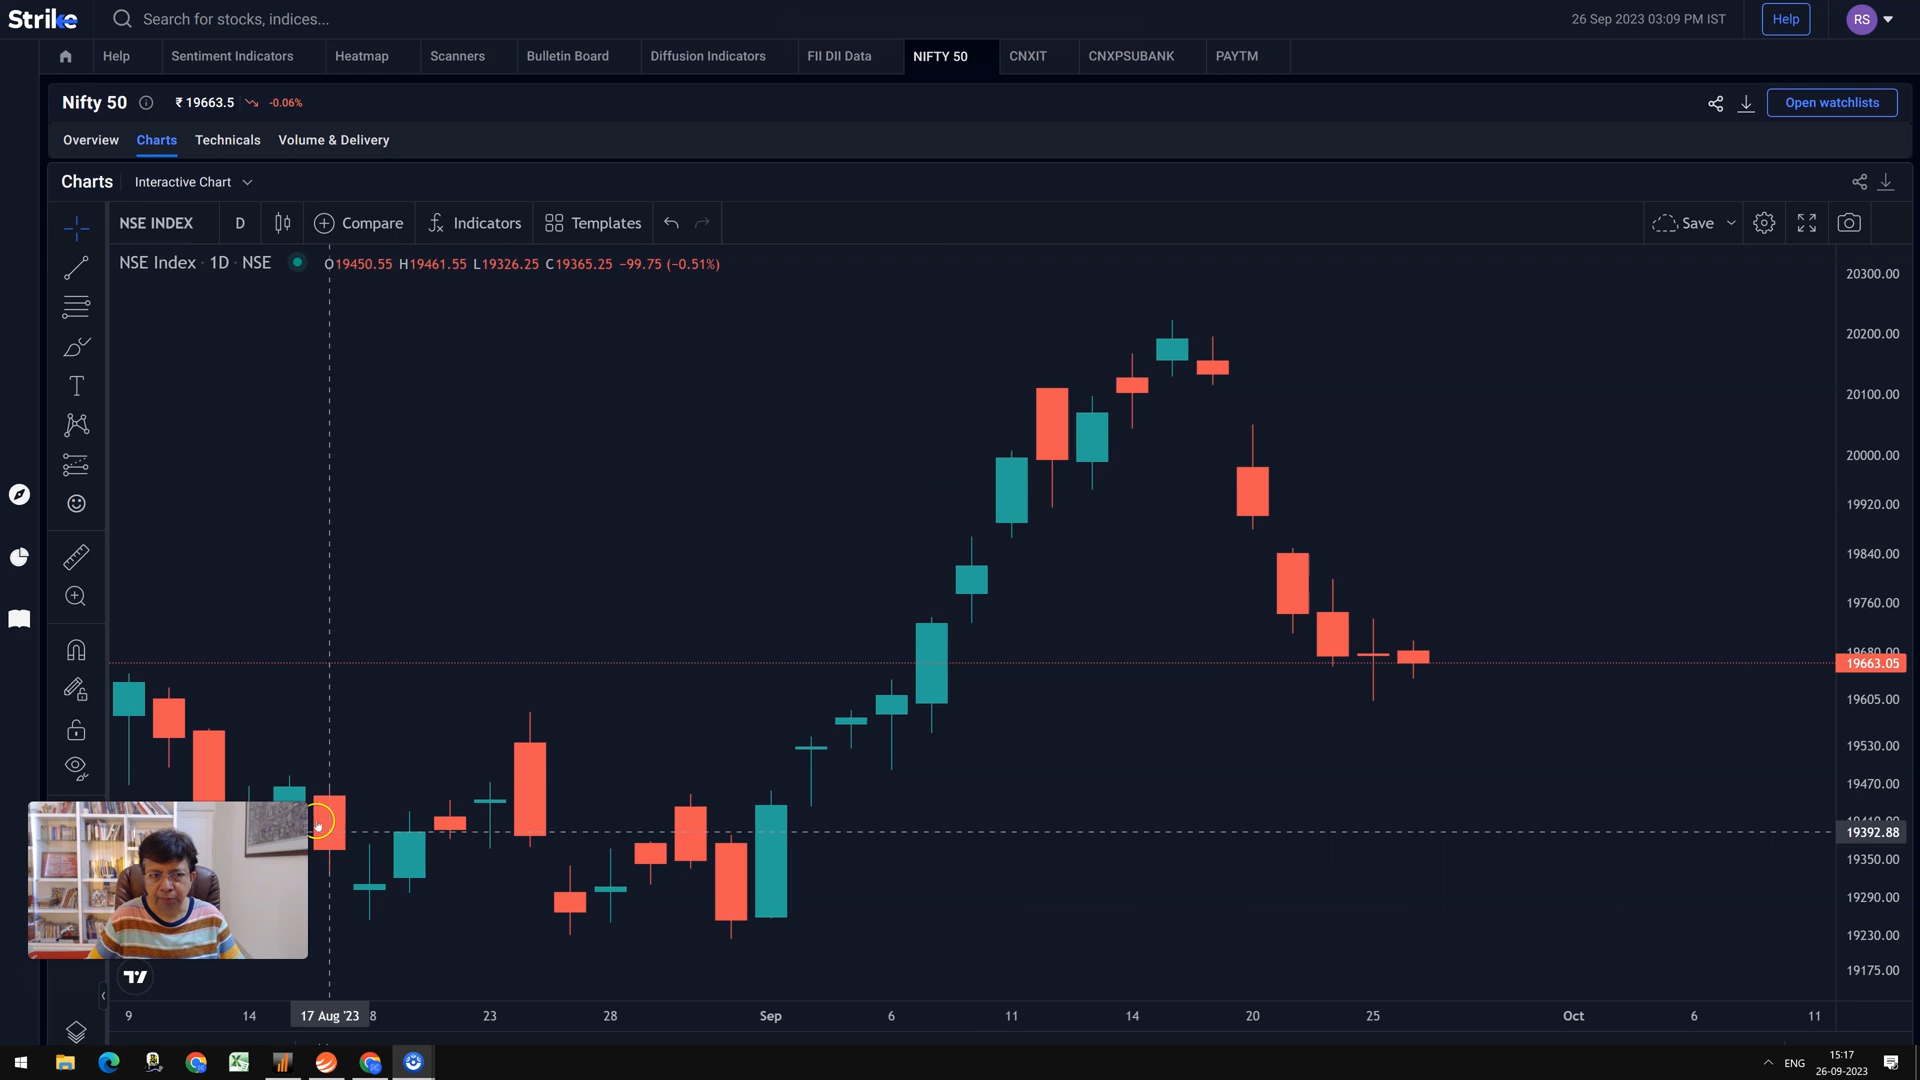 Strike
Search for stocks, indices...
26 Sep 2023 03:09 PM IST
Help
RS
Help
Sentiment Indicators
Heatmap
Scanners
Bulletin Board
Diffusion Indicators
FII DII Data
NIFTY 50
CNXIT
CNXPSUBANK
PAYTM
Nifty 50
₹ 19663.5
-0.06%
Open watchlists
Overview
Charts
Technicals
Volume & Delivery
Charts
Interactive Chart
NSE INDEX
D
Compare
Indicators
Templates
Save
NSE Index · 1D · NSE
O19450.55 H19461.55 L19326.25 C19365.25 −99.75 (−0.51%)
20300.00
20200.00
20100.00
20000.00
19920.00
19840.00
19760.00
19680.00
19663.05
19605.00
19530.00
19470.00
19392.88
19350.00
19290.00
19230.00
19175.00
9
14
17 Aug '23
8
23
28
Sep
6
11
14
20
25
Oct
6
11
ENG
15:17
26-09-2023